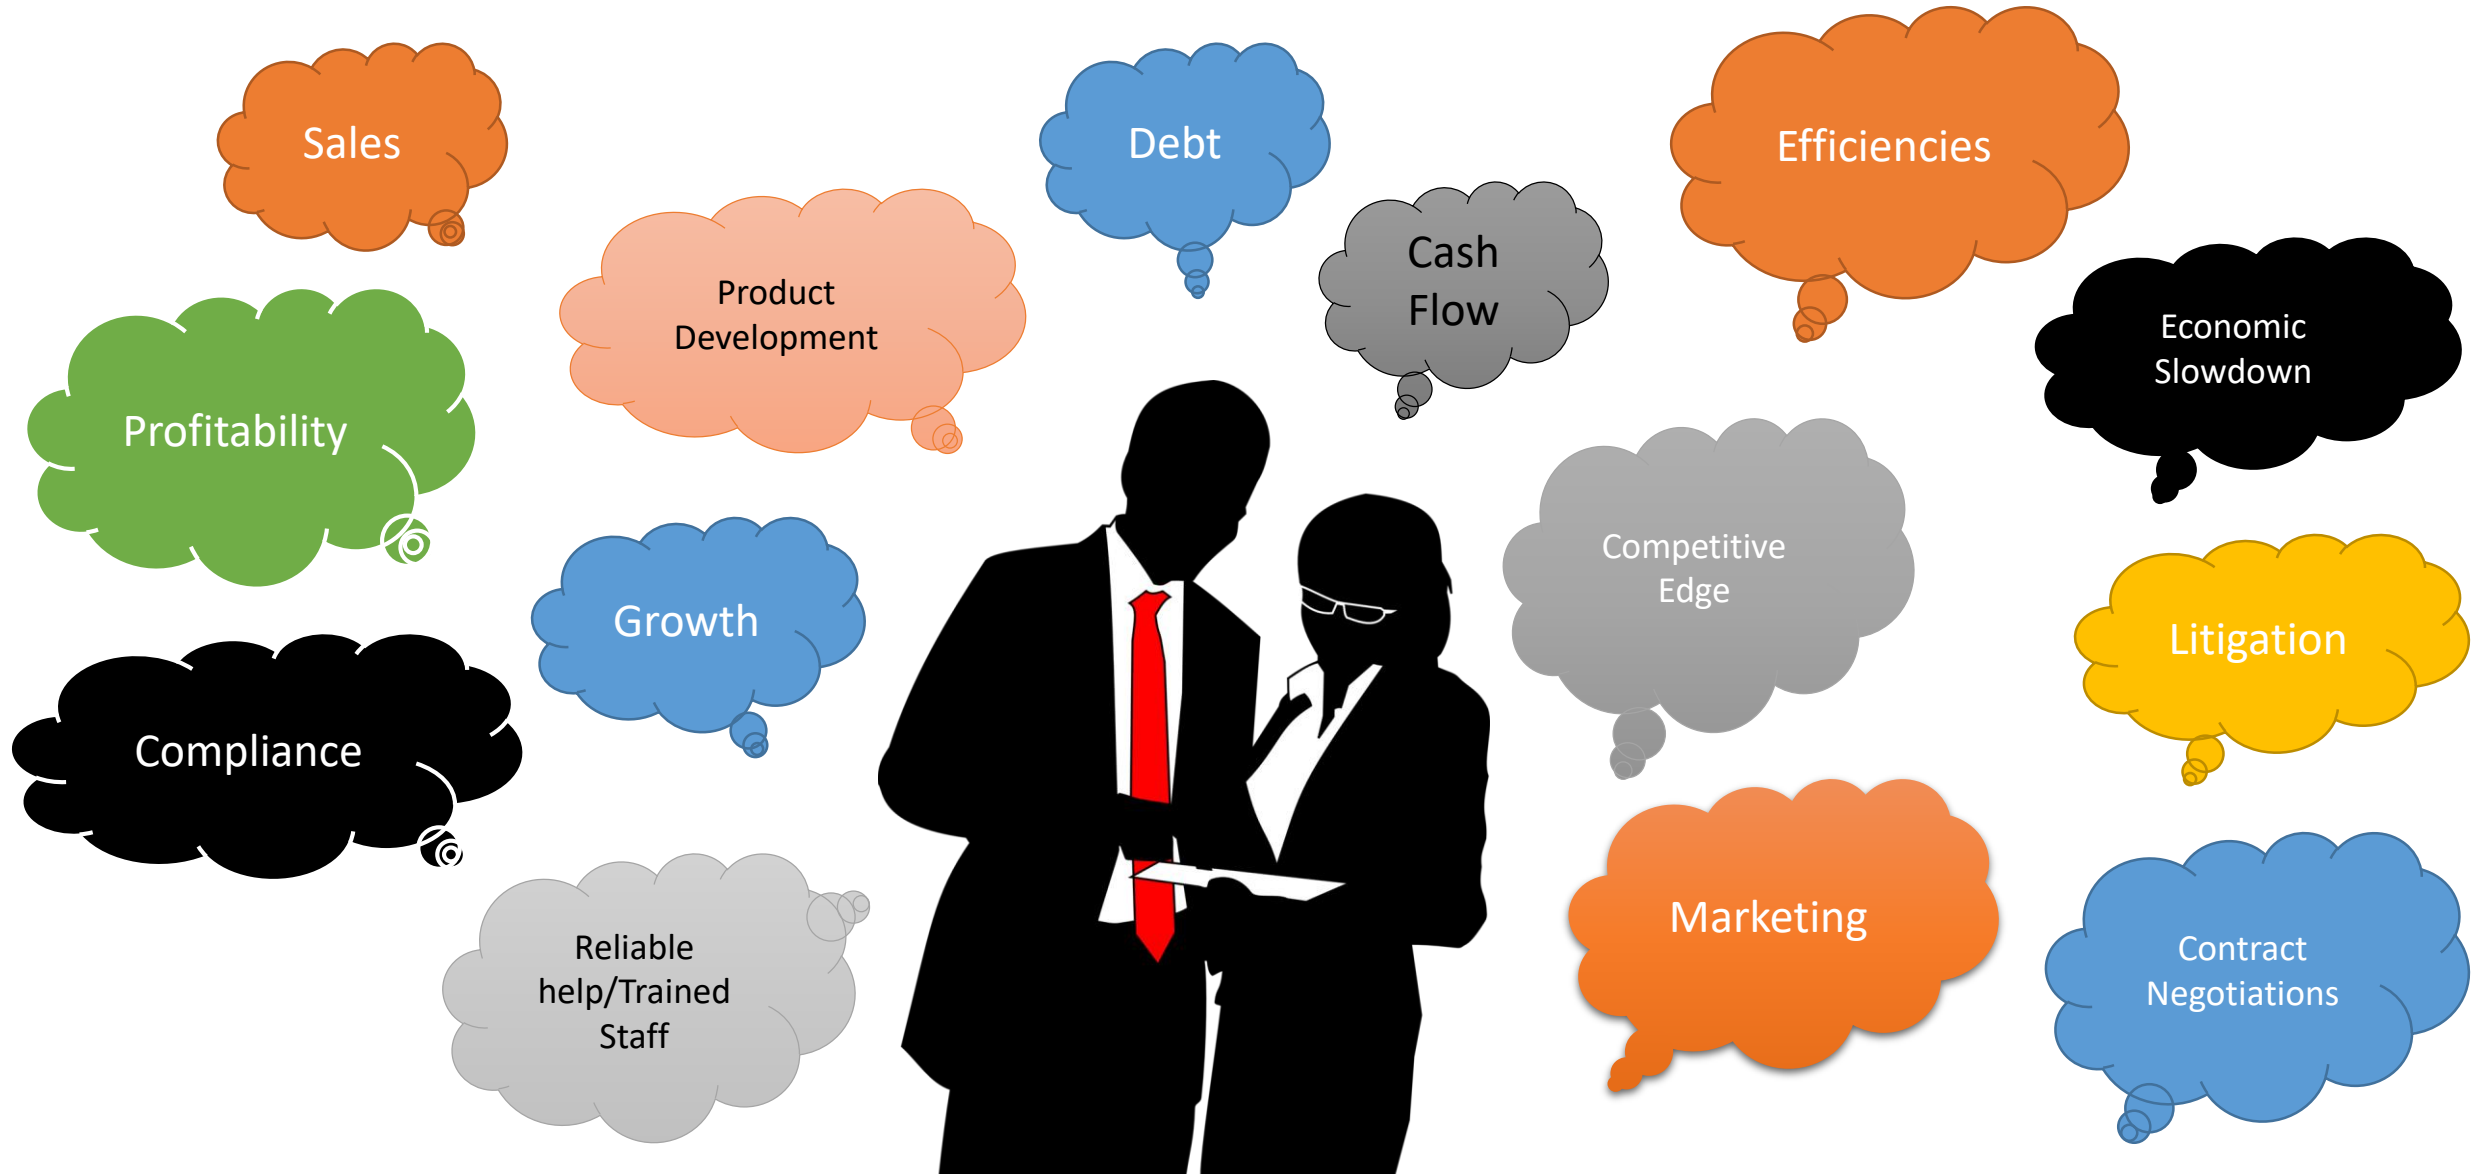 Sales
Debt
Efficiencies
Product
Development
Cash
Flow
Economic
Slowdown
Profitability
Competitive
Edge
Growth
Litigation
Compliance
Marketing
Reliable
help/Trained
Staff
Contract
Negotiations